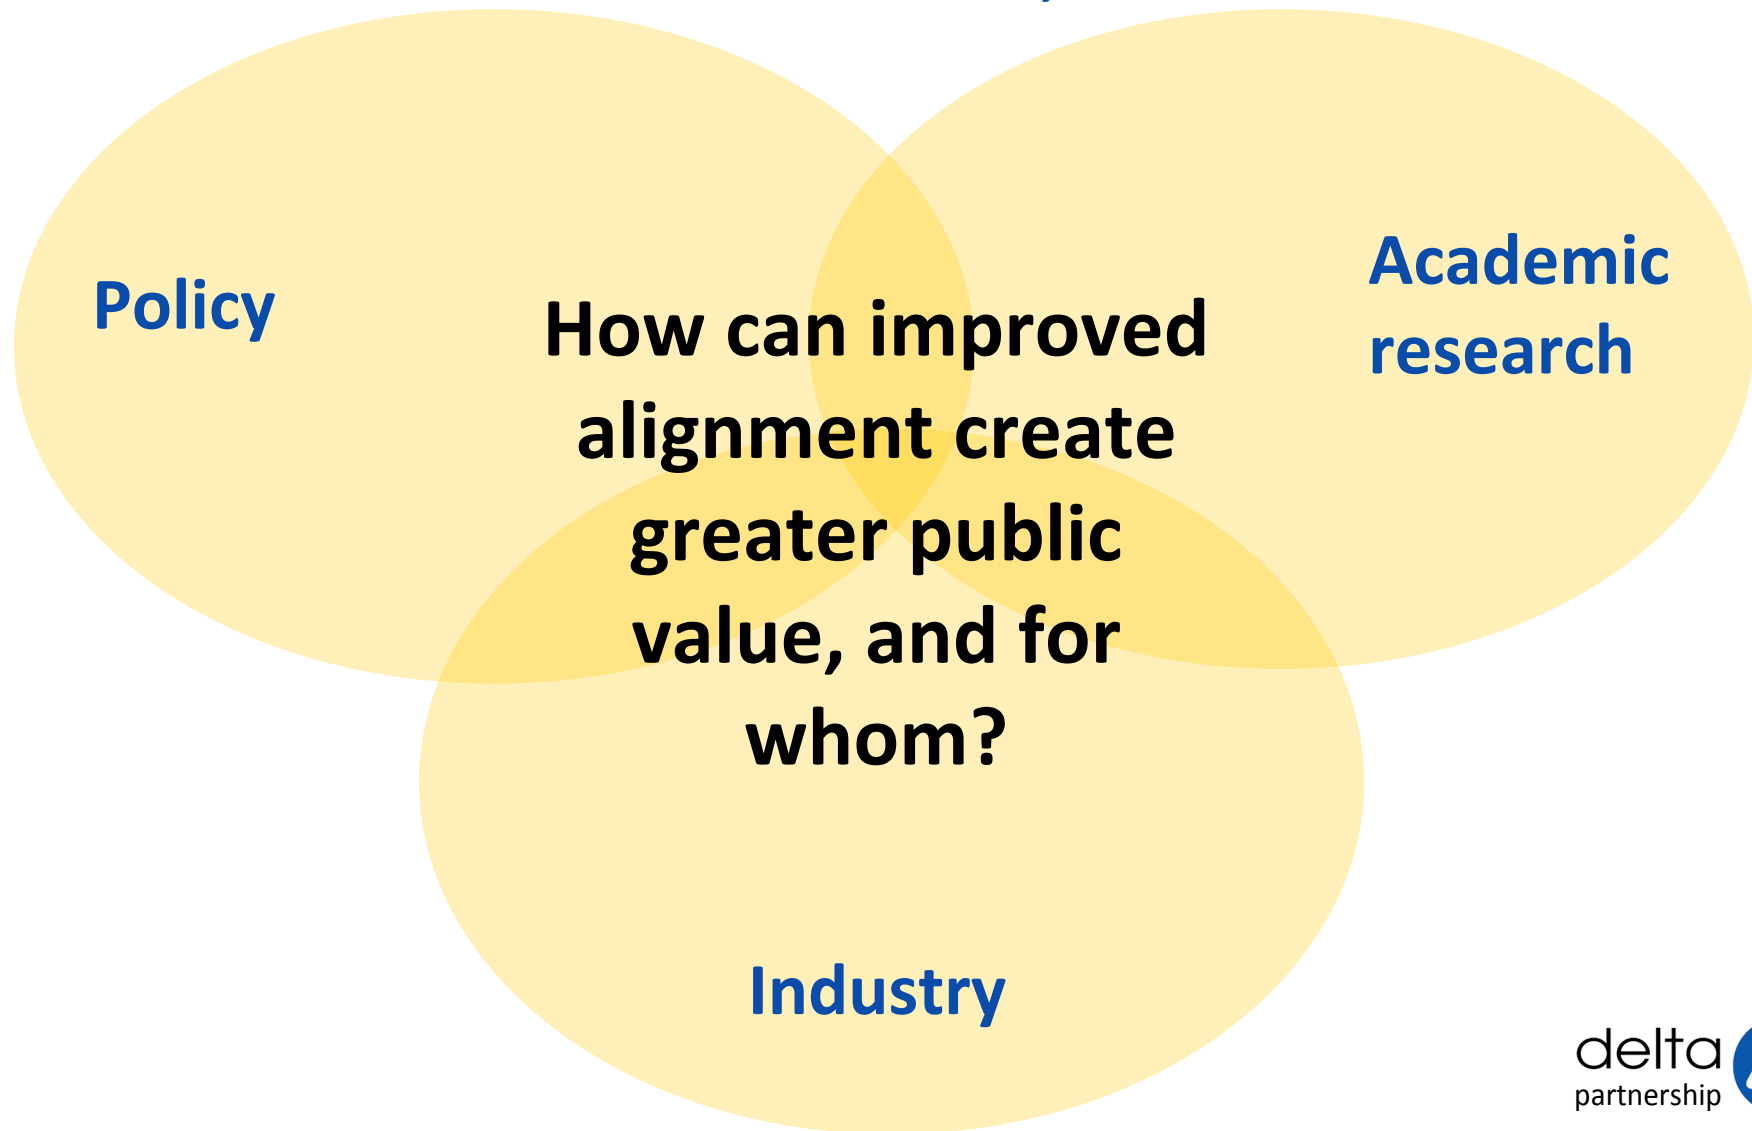 Policy
Academic
research
How can improved
alignment create
greater public
value, and for
whom?
Industry
delta
partnership